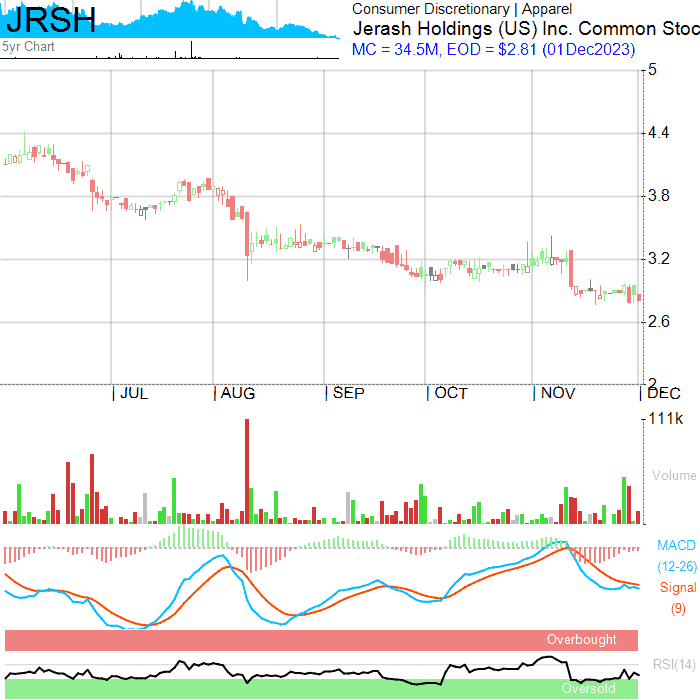 JRSH
5yr Chart
Consumer Discretionary | Apparel
Jerash Holdings (US) Inc. Common Stoc
MC = 34.5M, EOD = $2.81 (01Dec2023)
5
4.4
3.8
3.2
2.6
2
JUL
AUG
SEP
OCT
NOV
DEC
111k
Volume
MACD
(12-26)
Signal
(9)
Overbought
RSI(14)
Oversold